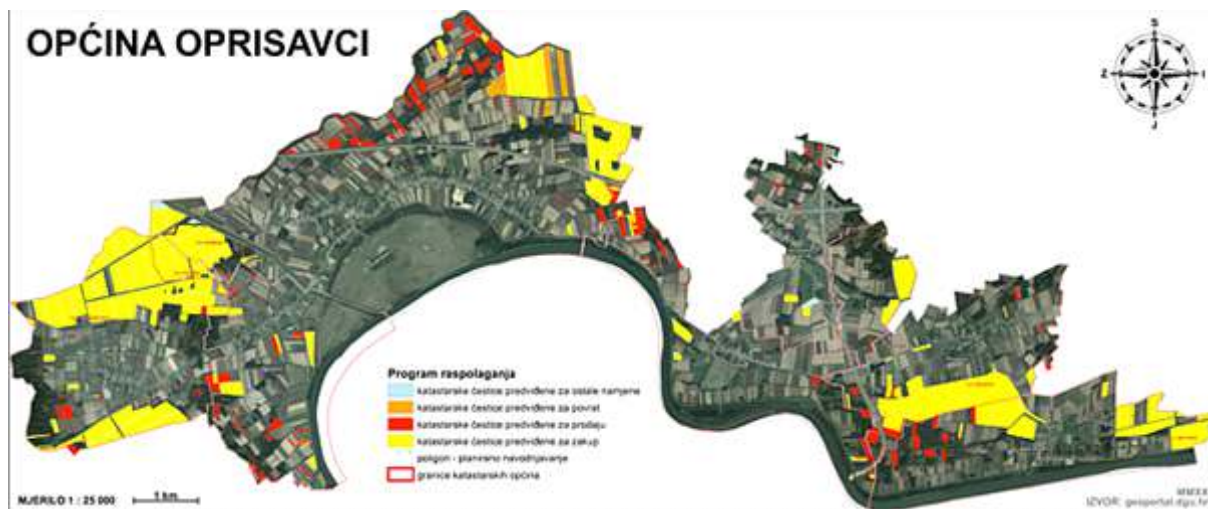 OPĆINA OPRISAVCI
S
Z
I
J
Program raspolaganja
katastarske čestice predviđene za ostale namjene
katastarske čestice predviđene za povrat
katastarske čestice predviđene za prodaju
katastarske čestice predviđene za zakup
poligon - planirano navodnjavanje
granice katastarskih općina
MJERILO 1 : 25 000
1 km
MMXX
IZVOR: geoportal.dgu.hr